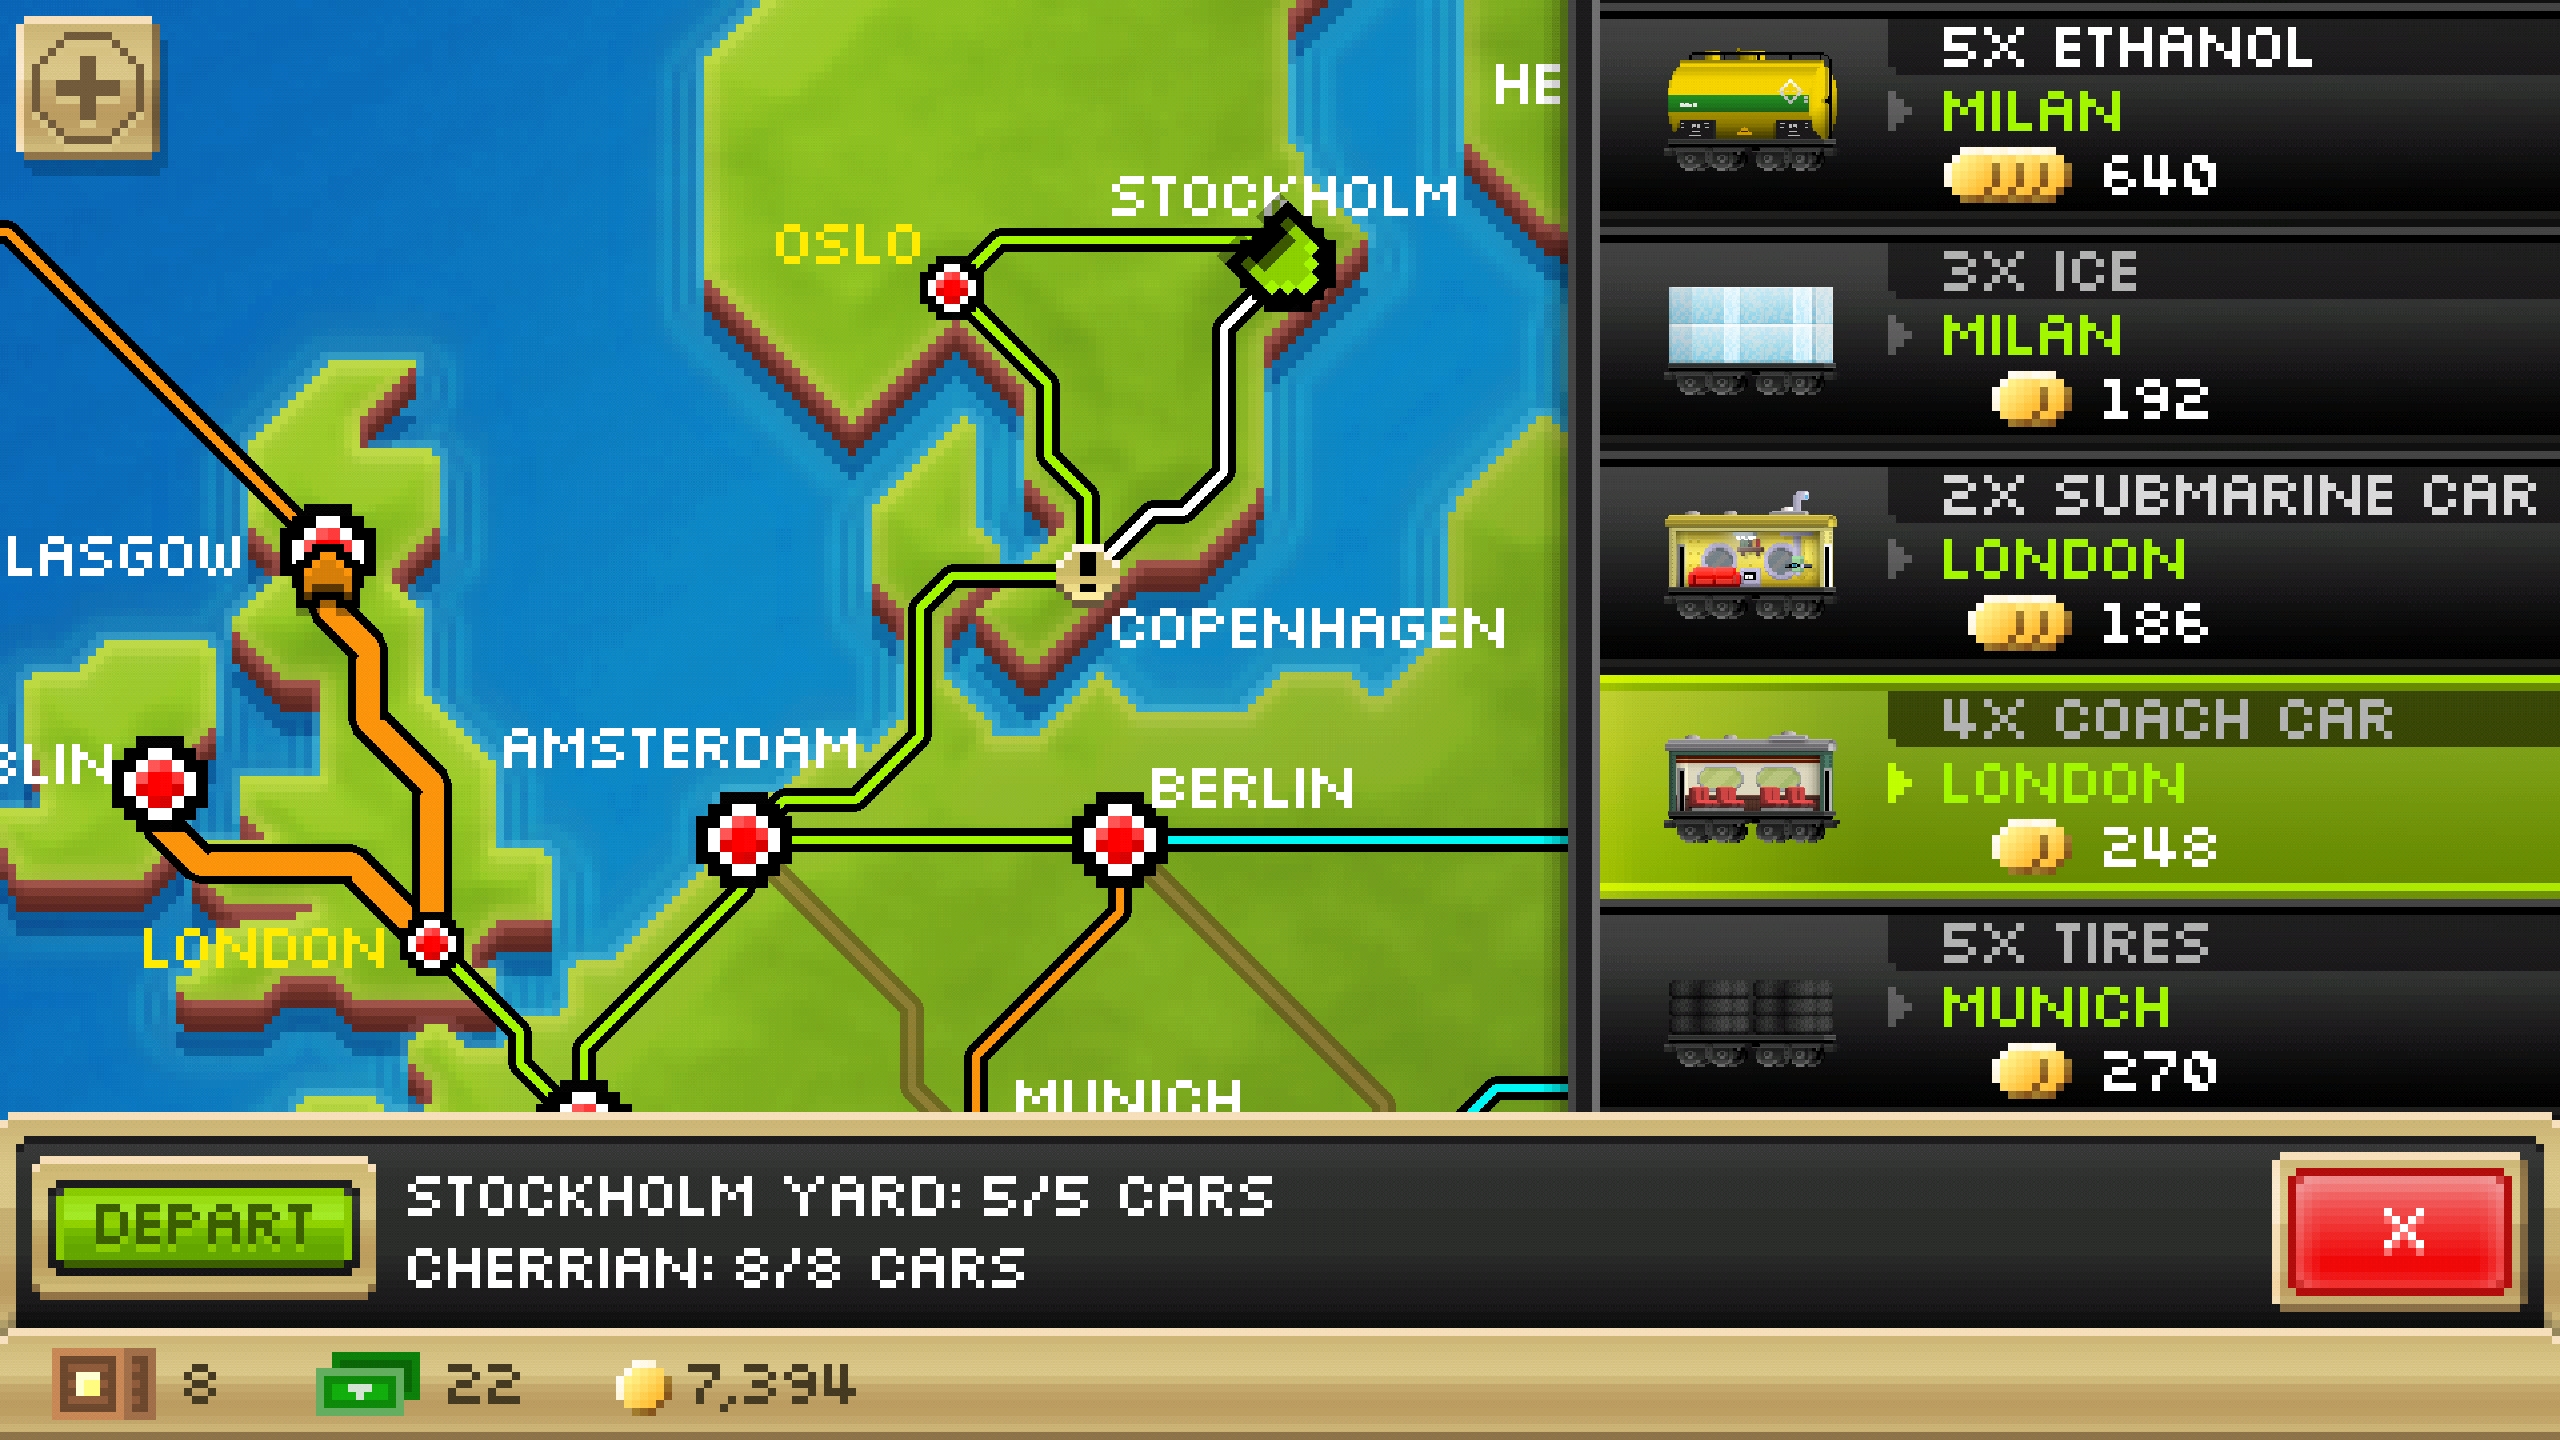 HE
STOCKHOLM
OSLO
LASGOW
COPENHAGEN
AMSTERDAM
BLIN
BERLIN
LONDON
MUNICH
5X ETHANOL
MILAN
640
3X ICE
MILAN
192
2X SUBMARINE CAR
LONDON
186
4X COACH CAR
LONDON
248
5X TIRES
MUNICH
270
DEPART
STOCKHOLM YARD: 5/5 CARS
CHERRIAN: 8/8 CARS
X
8 22 7,394